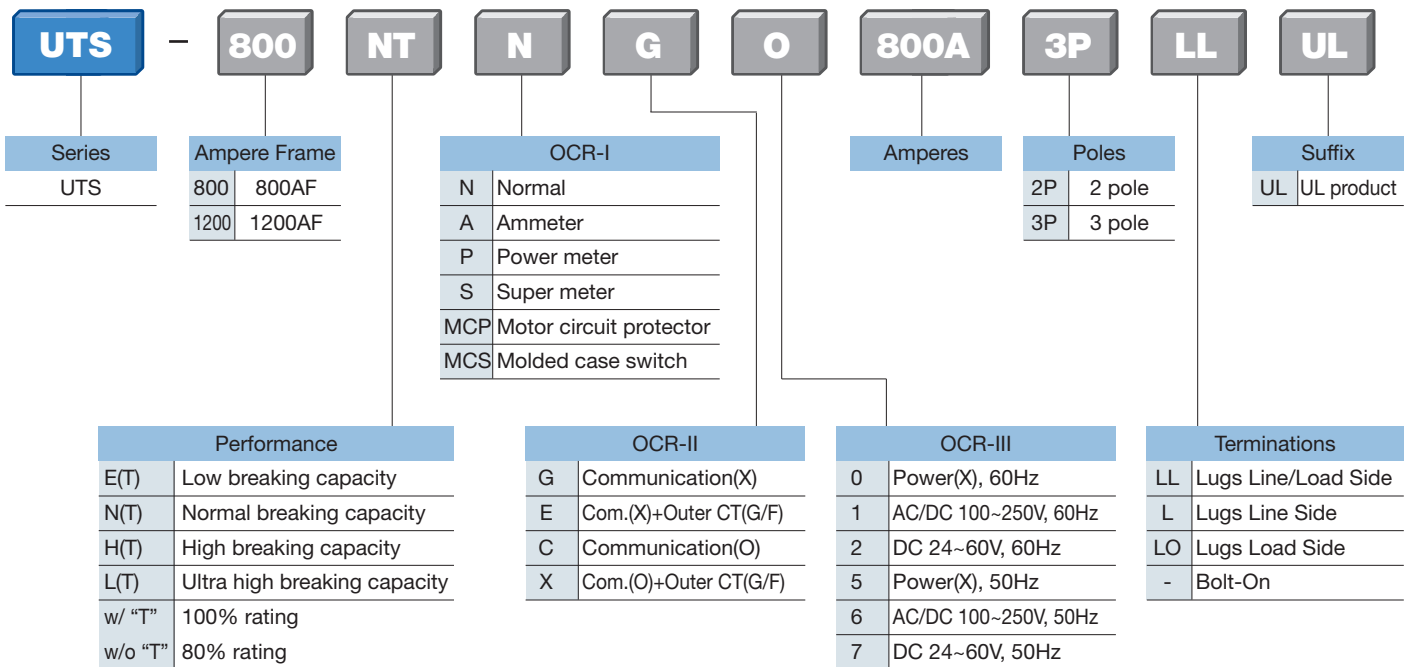 UTS - 800 NT N G O 800A 3P LL UL
Series
UTS
Ampere Frame
800 800AF
1200 1200AF
OCR-I
N Normal
A Ammeter
P Power meter
S Super meter
MCP Motor circuit protector
MCS Molded case switch
Amperes
Poles
2P 2 pole
3P 3 pole
Suffix
UL UL product
Performance
E(T) Low breaking capacity
N(T) Normal breaking capacity
H(T) High breaking capacity
L(T) Ultra high breaking capacity
w/ “T” 100% rating
w/o “T” 80% rating
OCR-II
G Communication(X)
E Com.(X)+Outer CT(G/F)
C Communication(O)
X Com.(O)+Outer CT(G/F)
OCR-III
0 Power(X), 60Hz
1 AC/DC 100~250V, 60Hz
2 DC 24~60V, 60Hz
5 Power(X), 50Hz
6 AC/DC 100~250V, 50Hz
7 DC 24~60V, 50Hz
Terminations
LL Lugs Line/Load Side
L Lugs Line Side
LO Lugs Load Side
- Bolt-On